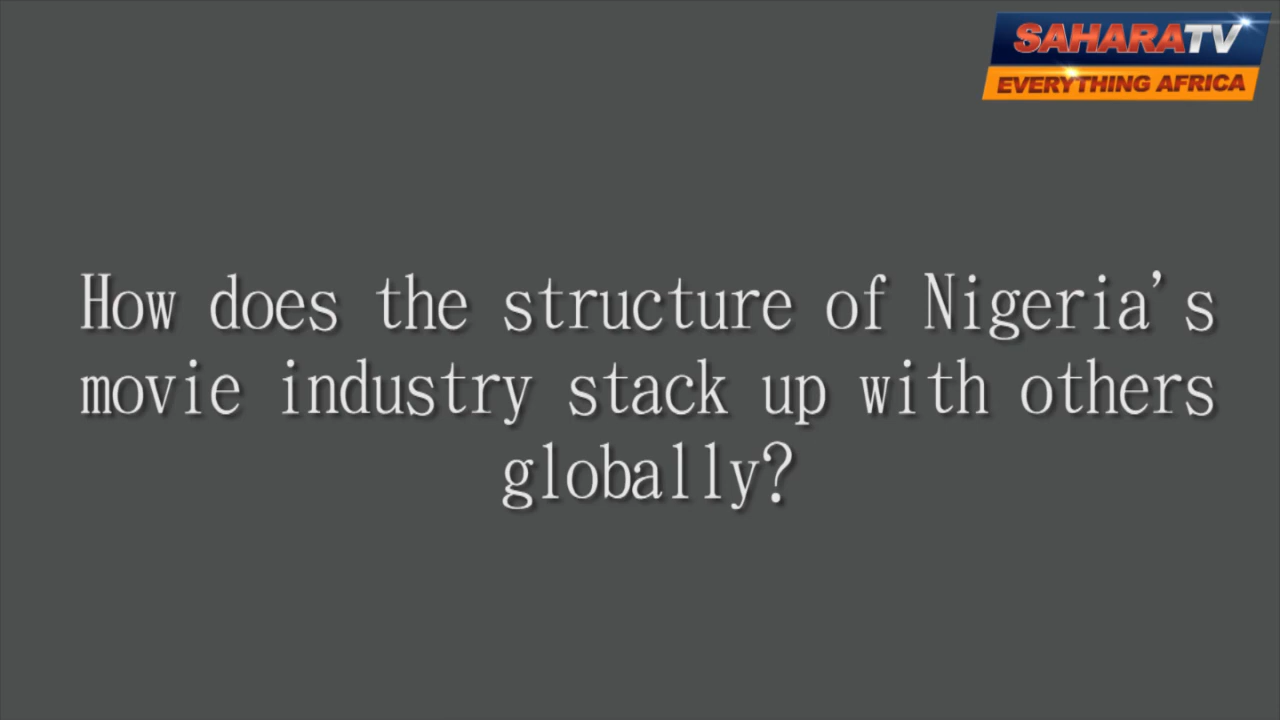 SAHARATV
EVERYTHING AFRICA
How does the structure of Nigeria's
movie industry stack up with others
globally?